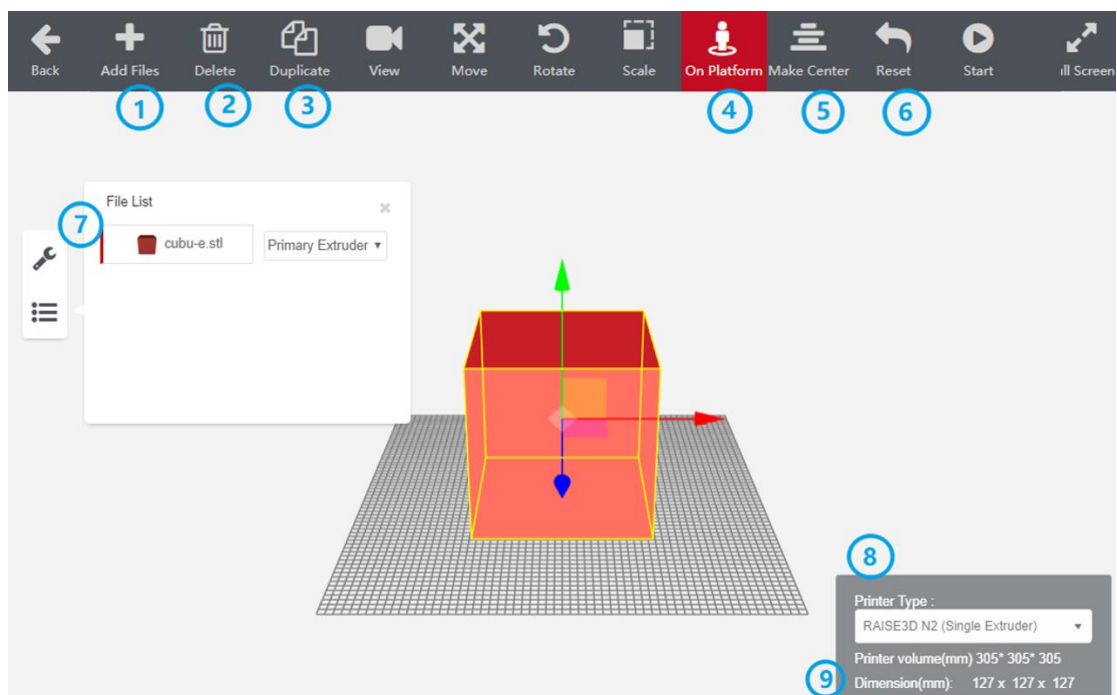 Back Add Files Delete Duplicate View Move Rotate Scale On Platform Make Center Reset Start ll Screen
1 2 3 4 5 6
7
File List
cubu-e.stl Primary Extruder
8
Printer Type :
RAISE3D N2 (Single Extruder)
Printer volume(mm) 305* 305* 305
9
Dimension(mm): 127 x 127 x 127